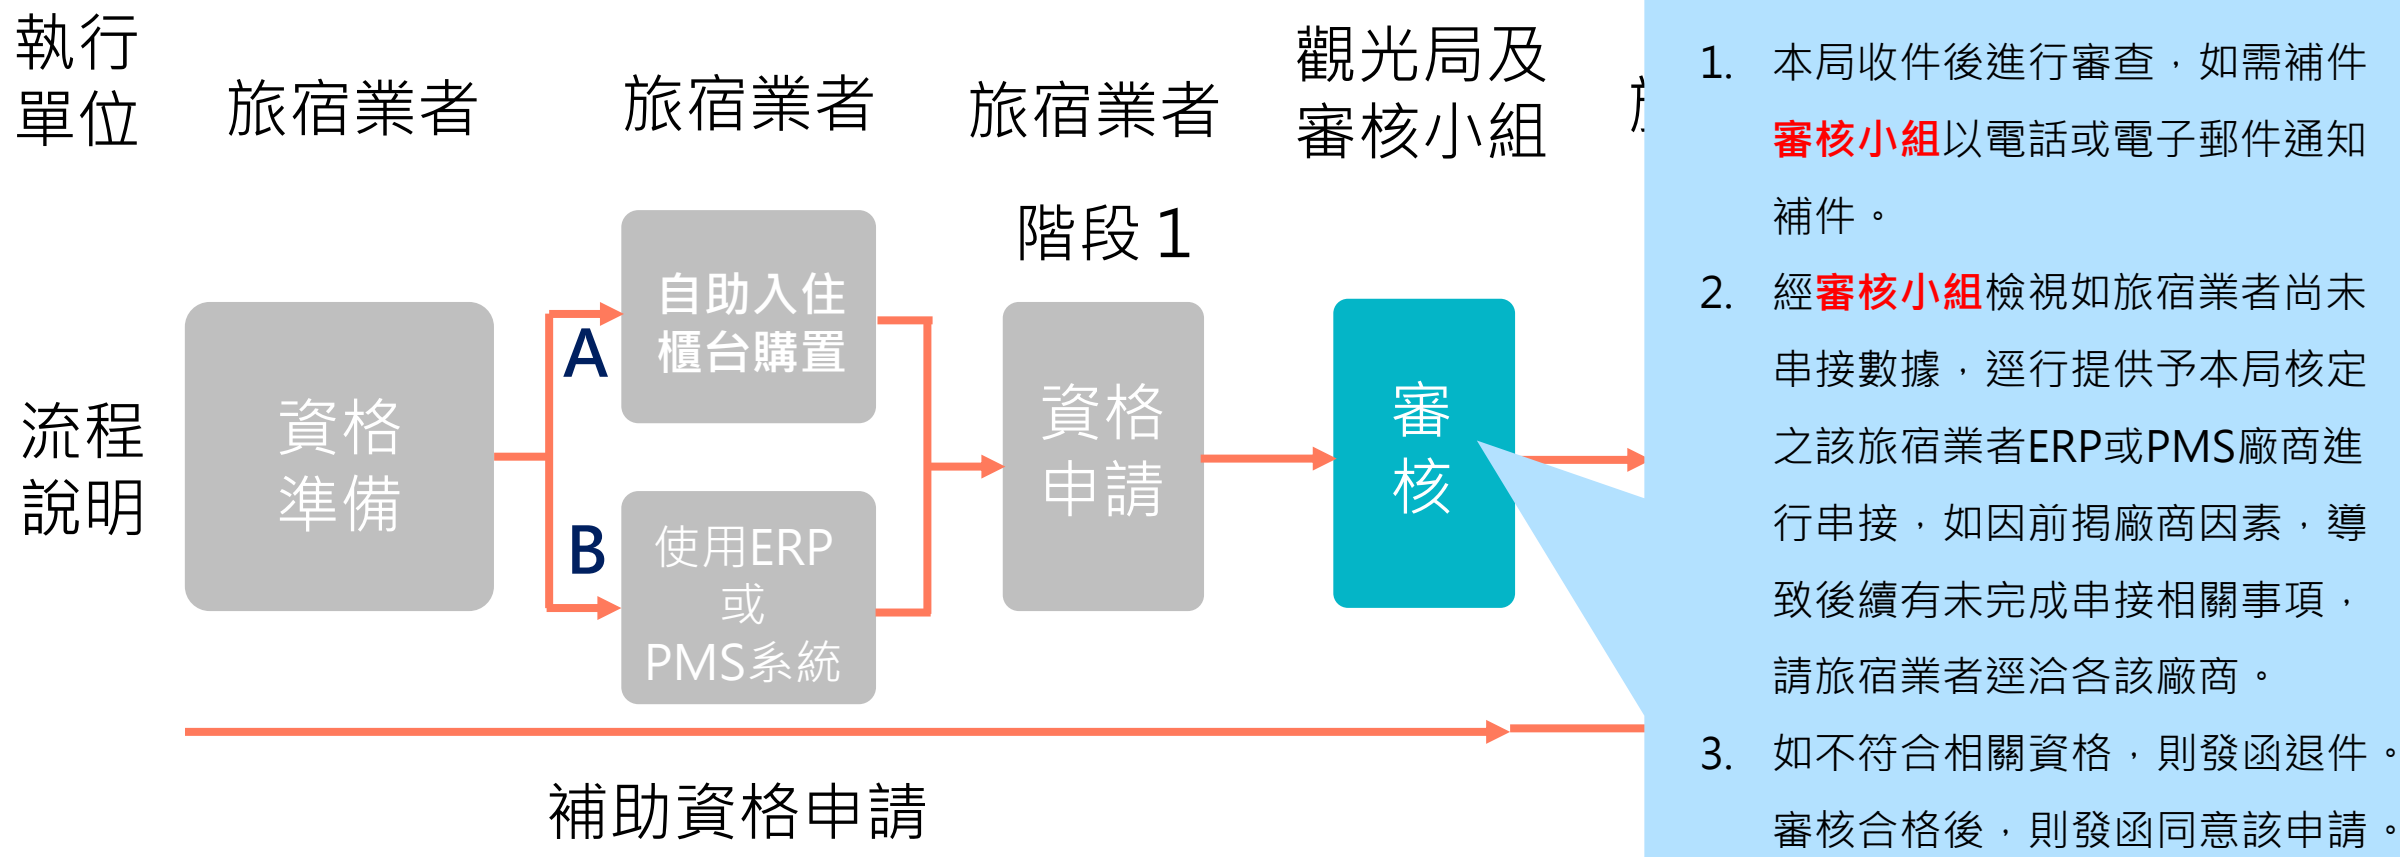 執行
單位
旅宿業者
旅宿業者
旅宿業者
觀光局及
審核小組
階段 1
流程
說明
資格
準備
A
自助入住
櫃台購置
B
使用ERP
或
PMS系統
資格
申請
審
核
補助資格申請
1. 本局收件後進行審查，如需補件
審核小組以電話或電子郵件通知
補件。
2. 經審核小組檢視如旅宿業者尚未
串接數據，逕行提供予本局核定
之該旅宿業者ERP或PMS廠商進
行串接，如因前揭廠商因素，導
致後續有未完成串接相關事項，
請旅宿業者逕洽各該廠商。
3. 如不符合相關資格，則發函退件。
審核合格後，則發函同意該申請。